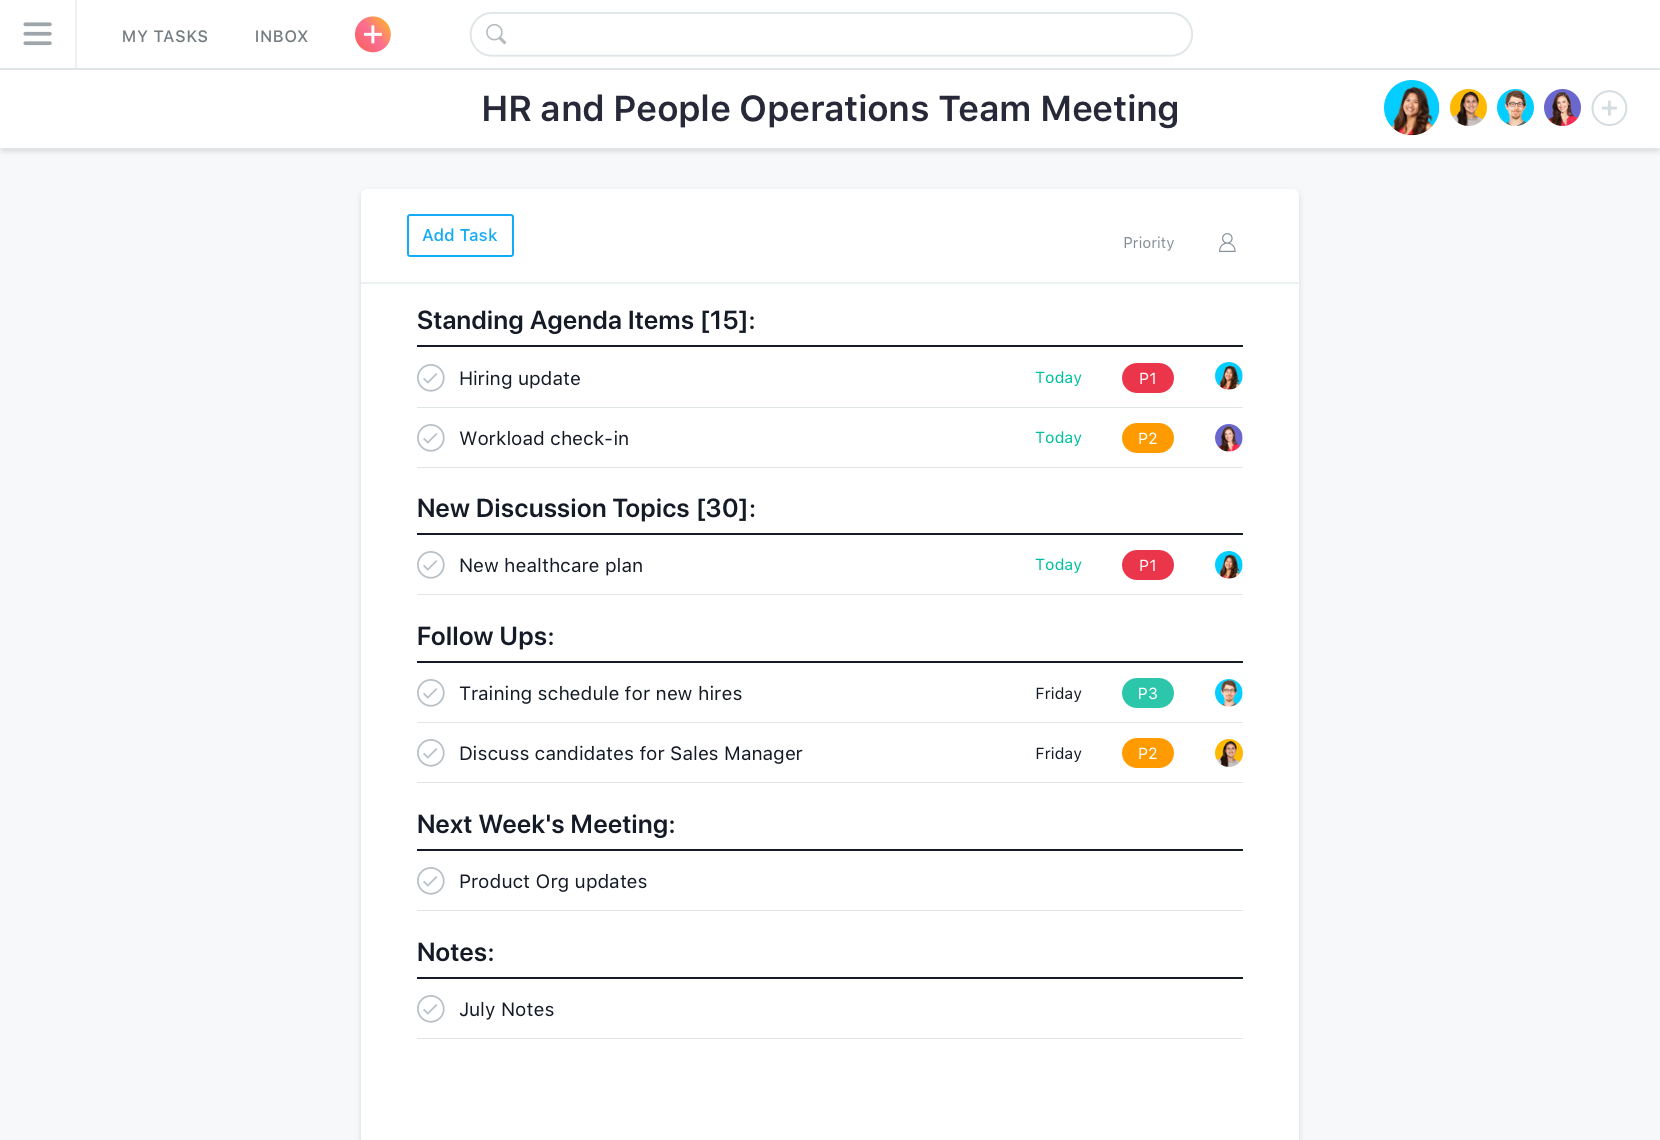 MY TASKS INBOX
HR and People Operations Team Meeting
Add Task Priority
Standing Agenda Items [15]:
Hiring update Today P1
Workload check-in Today P2
New Discussion Topics [30]:
New healthcare plan Today P1
Follow Ups:
Training schedule for new hires Friday P3
Discuss candidates for Sales Manager Friday P2
Next Week's Meeting:
Product Org updates
Notes:
July Notes